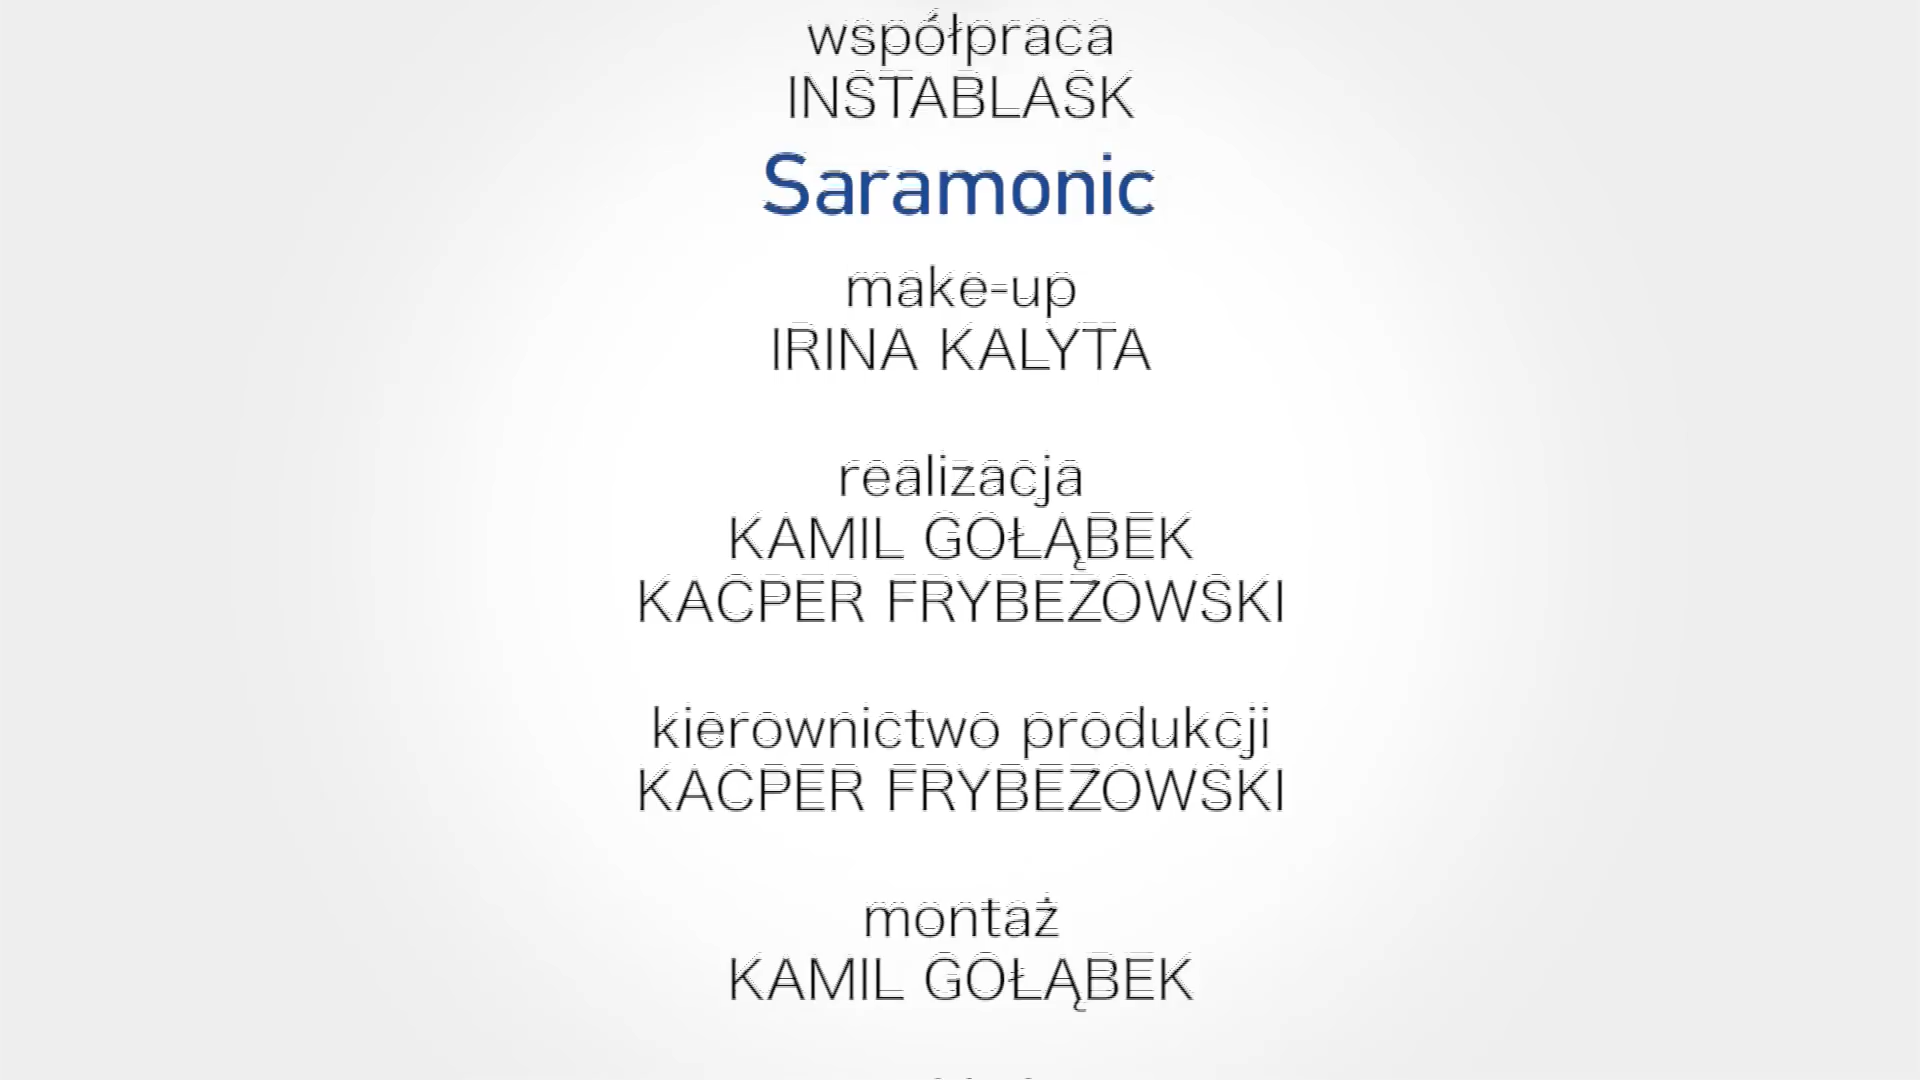 współpraca
INSTABLASK
Saramonic
make-up
IRINA KALYTA
realizacja
KAMIL GOŁĄBEK
KACPER FRYBEZOWSKI
kierownictwo produkcji
KACPER FRYBEZOWSKI
montaż
KAMIL GOŁĄBEK